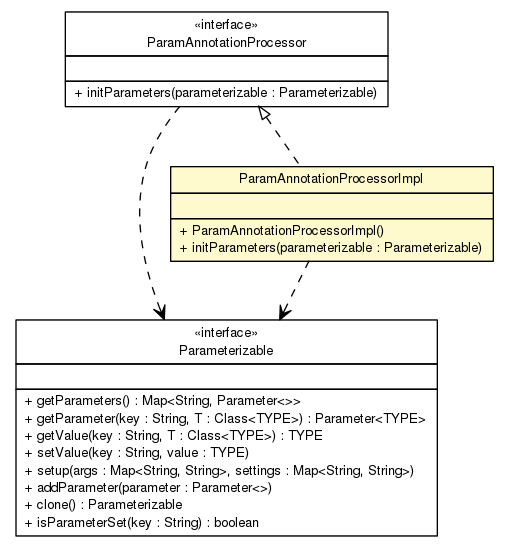 «interface»
ParamAnnotationProcessor
+ initParameters(parameterizable : Parameterizable)
ParamAnnotationProcessorImpl
+ ParamAnnotationProcessorImpl()
+ initParameters(parameterizable : Parameterizable)
«interface»
Parameterizable
+ getParameters() : Map<String, Parameter<>>
+ getParameter(key : String, T : Class<TYPE>) : Parameter<TYPE>
+ getValue(key : String, T : Class<TYPE>) : TYPE
+ setValue(key : String, value : TYPE)
+ setup(args : Map<String, String>, settings : Map<String, String>)
+ addParameter(parameter : Parameter<>)
+ clone() : Parameterizable
+ isParameterSet(key : String) : boolean